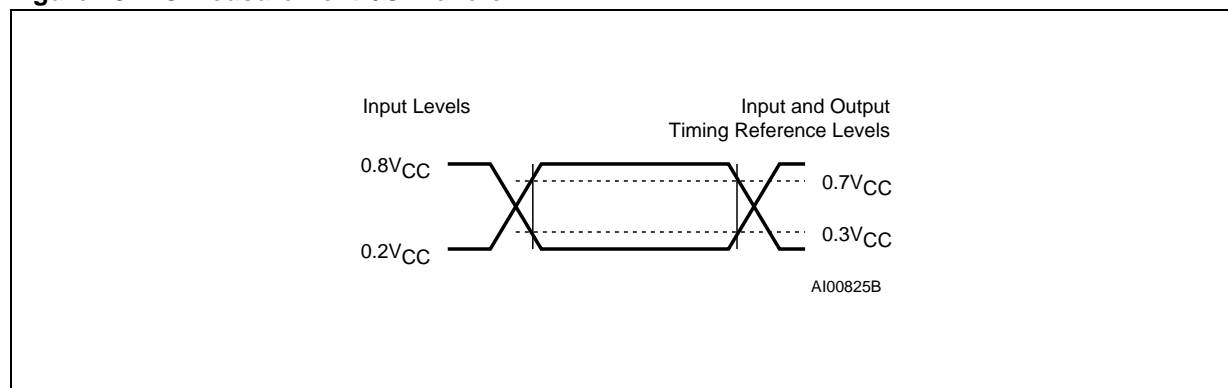 Input Levels
Input and Output
Timing Reference Levels
0.8VCC
0.7VCC
0.3VCC
0.2VCC
AI00825B